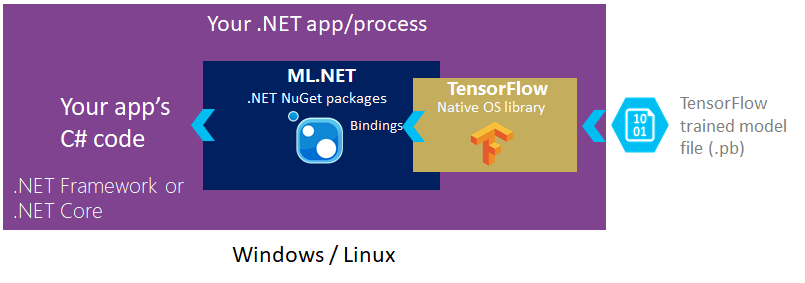 Your .NET app/process
ML.NET
.NET NuGet packages
Bindings
TensorFlow
Native OS library
Your app's
C# code
.NET Framework or
.NET Core
10
01
TensorFlow
trained model
file (.pb)
Windows / Linux